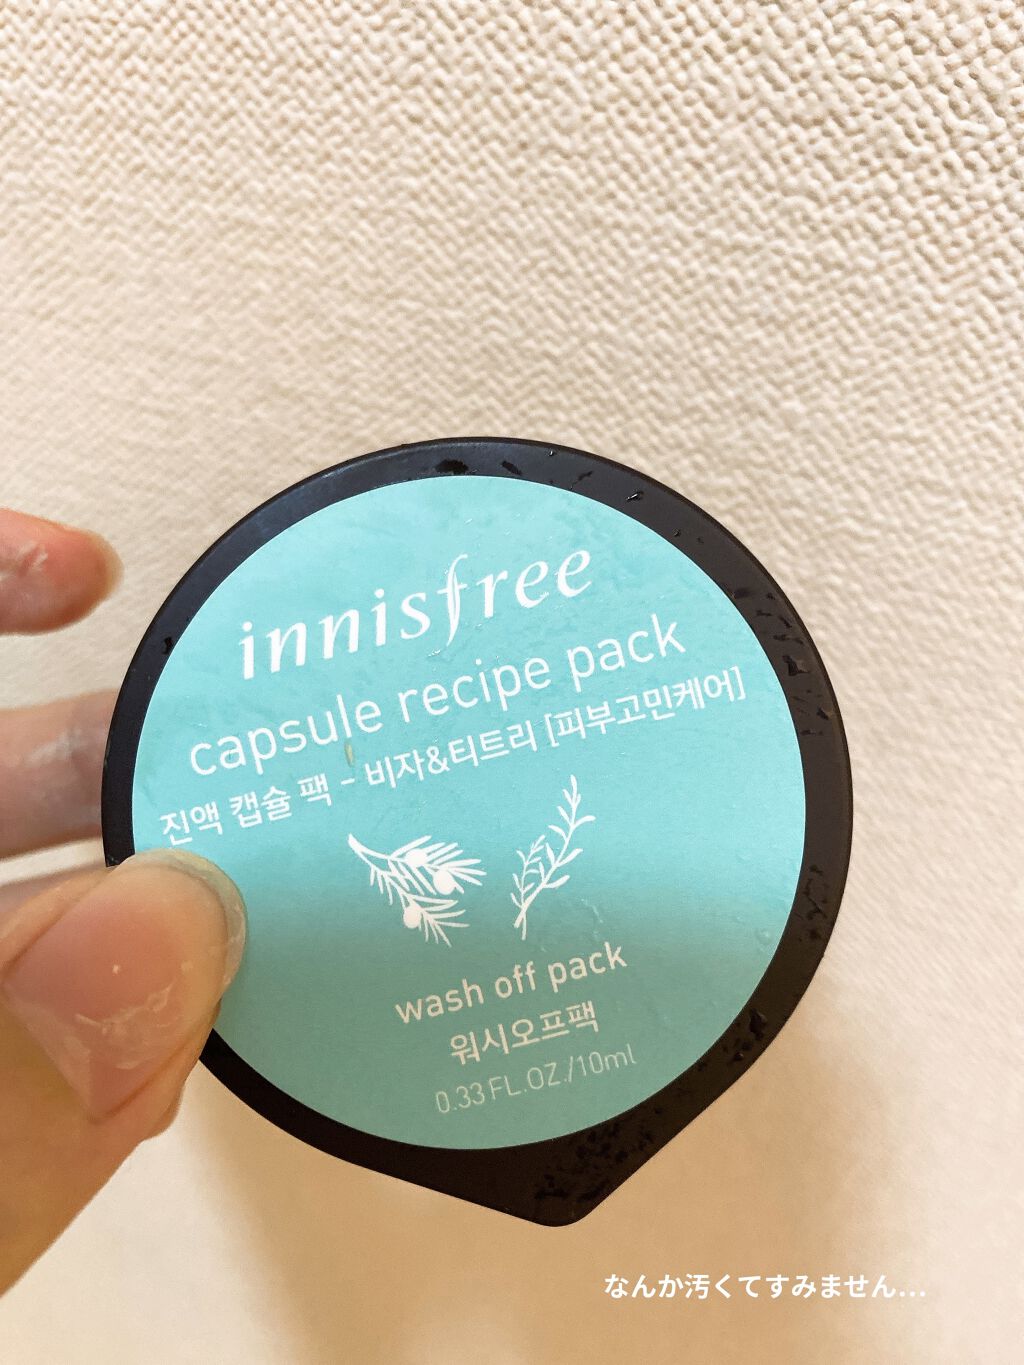 innisfree
capsule recipe pack
진액 캡슐 팩 - 비자&티트리 [피부고민케어]
wash off pack
워시오프팩
0.33 FL.OZ./10ml
なんか汚くてすみません...